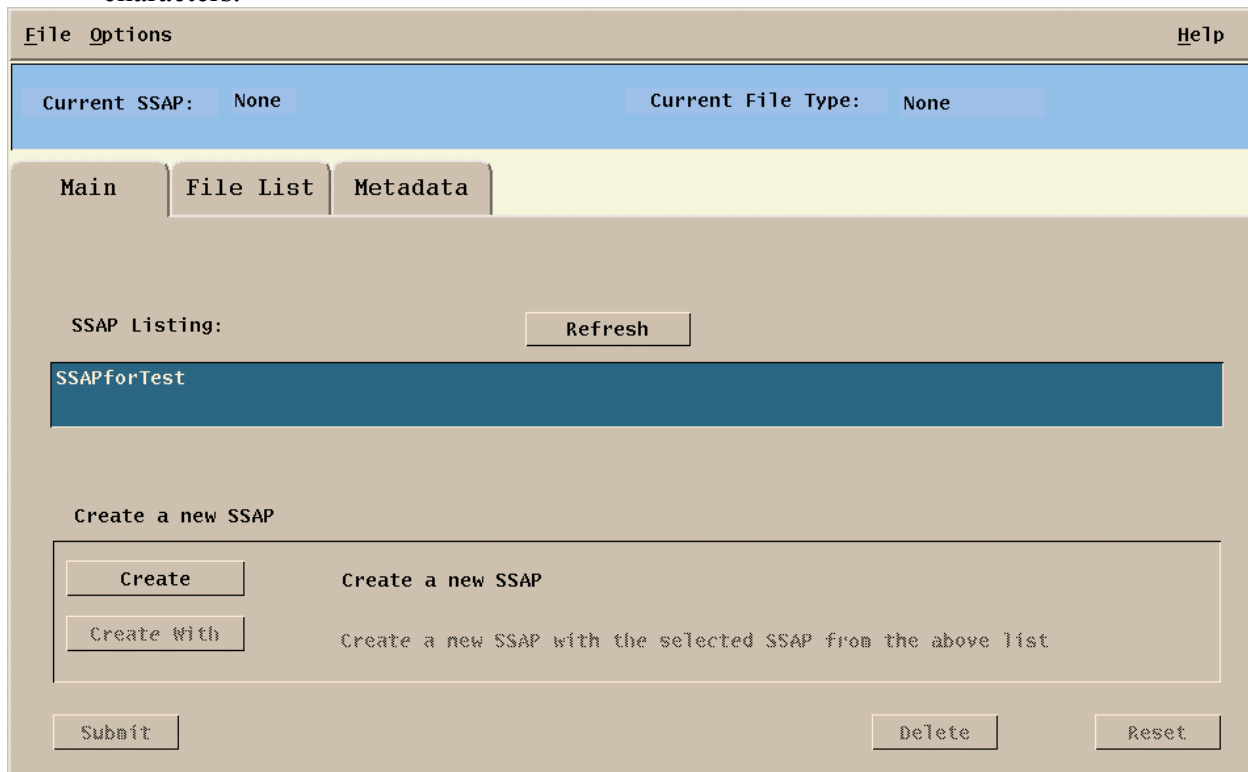 characters.
File Options Help
Current SSAP: None Current File Type: None
Main File List Metadata
SSAP Listing: Refresh
SSAPforTest
Create a new SSAP
Create Create a new SSAP
Create With Create a new SSAP with the selected SSAP from the above list
Submit Delete Reset